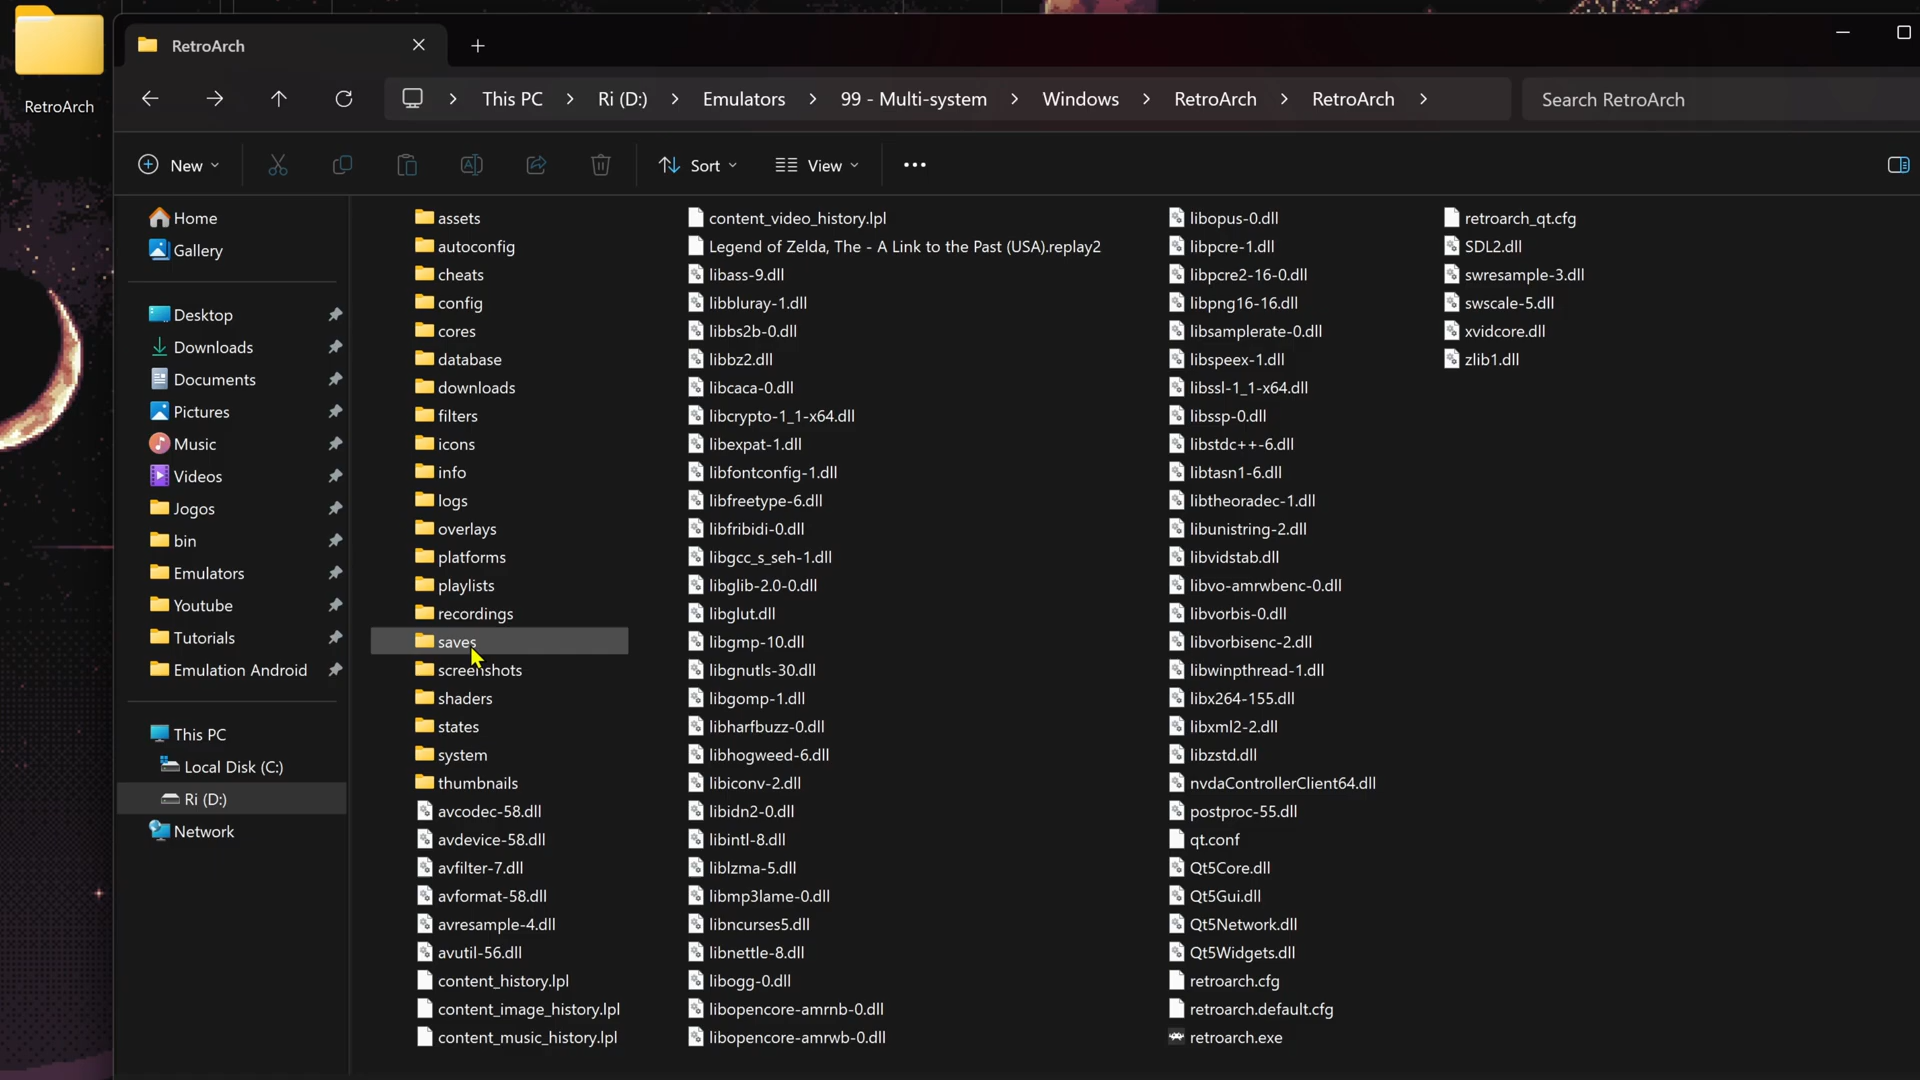 RetroArch
RetroArch
This PC > Ri (D:) > Emulators > 99 - Multi-system > Windows > RetroArch > RetroArch >
Search RetroArch
New
Sort
View
Home
Gallery
Desktop
Downloads
Documents
Pictures
Music
Videos
Jogos
bin
Emulators
Youtube
Tutorials
Emulation Android
This PC
Local Disk (C:)
Ri (D:)
Network
assets
autoconfig
cheats
config
cores
database
downloads
filters
icons
info
logs
overlays
platforms
playlists
recordings
saves
screenshots
shaders
states
system
thumbnails
avcodec-58.dll
avdevice-58.dll
avfilter-7.dll
avformat-58.dll
avresample-4.dll
avutil-56.dll
content_history.lpl
content_image_history.lpl
content_music_history.lpl
content_video_history.lpl
Legend of Zelda, The - A Link to the Past (USA).replay2
libass-9.dll
libbluray-1.dll
libbs2b-0.dll
libbz2.dll
libcaca-0.dll
libcrypto-1_1-x64.dll
libexpat-1.dll
libfontconfig-1.dll
libfreetype-6.dll
libfribidi-0.dll
libgcc_s_seh-1.dll
libglib-2.0-0.dll
libglut.dll
libgmp-10.dll
libgnutls-30.dll
libgomp-1.dll
libharfbuzz-0.dll
libhogweed-6.dll
libiconv-2.dll
libidn2-0.dll
libintl-8.dll
liblzma-5.dll
libmp3lame-0.dll
libncurses5.dll
libnettle-8.dll
libogg-0.dll
libopencore-amrnb-0.dll
libopencore-amrwb-0.dll
libopus-0.dll
libpcre-1.dll
libpcre2-16-0.dll
libpng16-16.dll
libsamplerate-0.dll
libspeex-1.dll
libssl-1_1-x64.dll
libssp-0.dll
libstdc++-6.dll
libtasn1-6.dll
libtheoradec-1.dll
libunistring-2.dll
libvidstab.dll
libvo-amrwbenc-0.dll
libvorbis-0.dll
libvorbisenc-2.dll
libwinpthread-1.dll
libx264-155.dll
libxml2-2.dll
libzstd.dll
nvdaControllerClient64.dll
postproc-55.dll
qt.conf
Qt5Core.dll
Qt5Gui.dll
Qt5Network.dll
Qt5Widgets.dll
retroarch.cfg
retroarch.default.cfg
retroarch.exe
retroarch_qt.cfg
SDL2.dll
swresample-3.dll
swscale-5.dll
xvidcore.dll
zlib1.dll